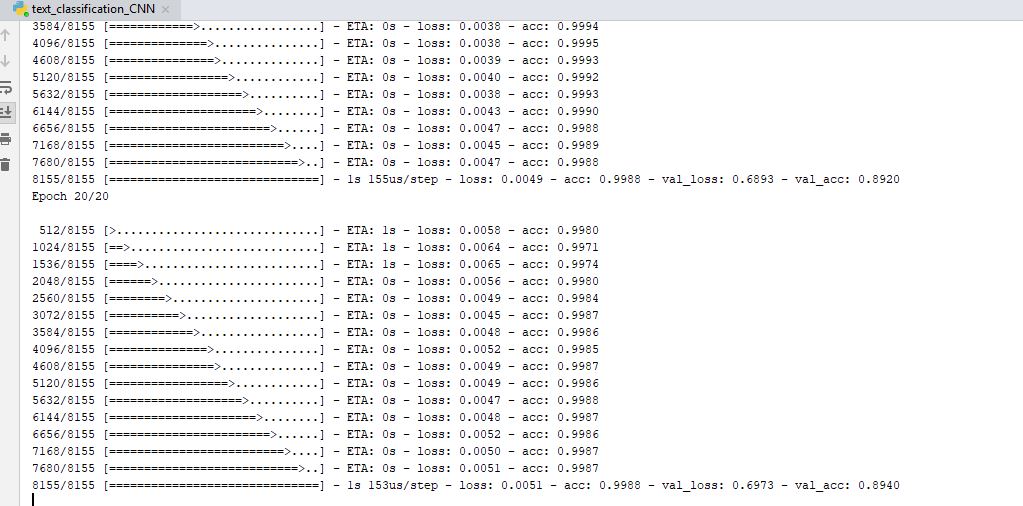 text_classification_CNN
3584/8155 [============>.................] - ETA: 0s - loss: 0.0038 - acc: 0.9994
4096/8155 [==============>...............] - ETA: 0s - loss: 0.0038 - acc: 0.9995
4608/8155 [===============>..............] - ETA: 0s - loss: 0.0039 - acc: 0.9993
5120/8155 [=================>............] - ETA: 0s - loss: 0.0040 - acc: 0.9992
5632/8155 [===================>..........] - ETA: 0s - loss: 0.0038 - acc: 0.9993
6144/8155 [=====================>........] - ETA: 0s - loss: 0.0043 - acc: 0.9990
6656/8155 [=======================>......] - ETA: 0s - loss: 0.0047 - acc: 0.9988
7168/8155 [=========================>....] - ETA: 0s - loss: 0.0045 - acc: 0.9989
7680/8155 [===========================>..] - ETA: 0s - loss: 0.0047 - acc: 0.9988
8155/8155 [==============================] - 1s 155us/step - loss: 0.0049 - acc: 0.9988 - val_loss: 0.6893 - val_acc: 0.8920
Epoch 20/20
512/8155 [>.............................] - ETA: 1s - loss: 0.0058 - acc: 0.9980
1024/8155 [==>...........................] - ETA: 1s - loss: 0.0064 - acc: 0.9971
1536/8155 [====>.........................] - ETA: 1s - loss: 0.0065 - acc: 0.9974
2048/8155 [======>.......................] - ETA: 0s - loss: 0.0056 - acc: 0.9980
2560/8155 [========>.....................] - ETA: 0s - loss: 0.0049 - acc: 0.9984
3072/8155 [==========>...................] - ETA: 0s - loss: 0.0045 - acc: 0.9987
3584/8155 [============>.................] - ETA: 0s - loss: 0.0048 - acc: 0.9986
4096/8155 [==============>...............] - ETA: 0s - loss: 0.0052 - acc: 0.9985
4608/8155 [===============>..............] - ETA: 0s - loss: 0.0049 - acc: 0.9987
5120/8155 [=================>............] - ETA: 0s - loss: 0.0049 - acc: 0.9986
5632/8155 [===================>..........] - ETA: 0s - loss: 0.0047 - acc: 0.9988
6144/8155 [=====================>........] - ETA: 0s - loss: 0.0048 - acc: 0.9987
6656/8155 [=======================>......] - ETA: 0s - loss: 0.0052 - acc: 0.9986
7168/8155 [=========================>....] - ETA: 0s - loss: 0.0050 - acc: 0.9987
7680/8155 [===========================>..] - ETA: 0s - loss: 0.0051 - acc: 0.9987
8155/8155 [==============================] - 1s 153us/step - loss: 0.0051 - acc: 0.9988 - val_loss: 0.6973 - val_acc: 0.8940